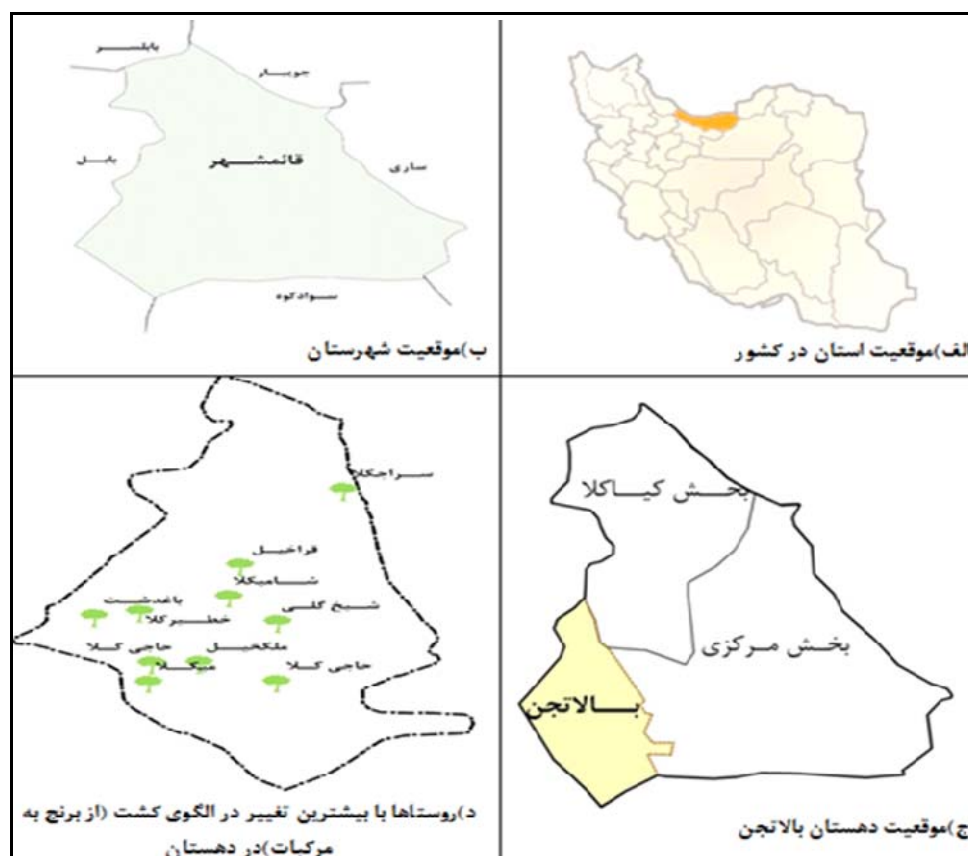 الف)موقعیت استان در کشور
بابلسر
جویبار
بابل
قائمشهر
ساری
سوادکوه
ب)موقعیت شهرستان
بخش کیاکلا
بخش مرکزی
بالاتجن
ج)موقعیت دهستان بالاتجن
سراجکلا
قراخیل
شامیکلا
باغدشت
خطیرکلا
شیخ گلی
حاجی کلا
ملکخیل
حاجی کلا
میکلا
د)روستاها با بیشترین تغییر در الگوی کشت (از برنج به
مرکبات)در دهستان